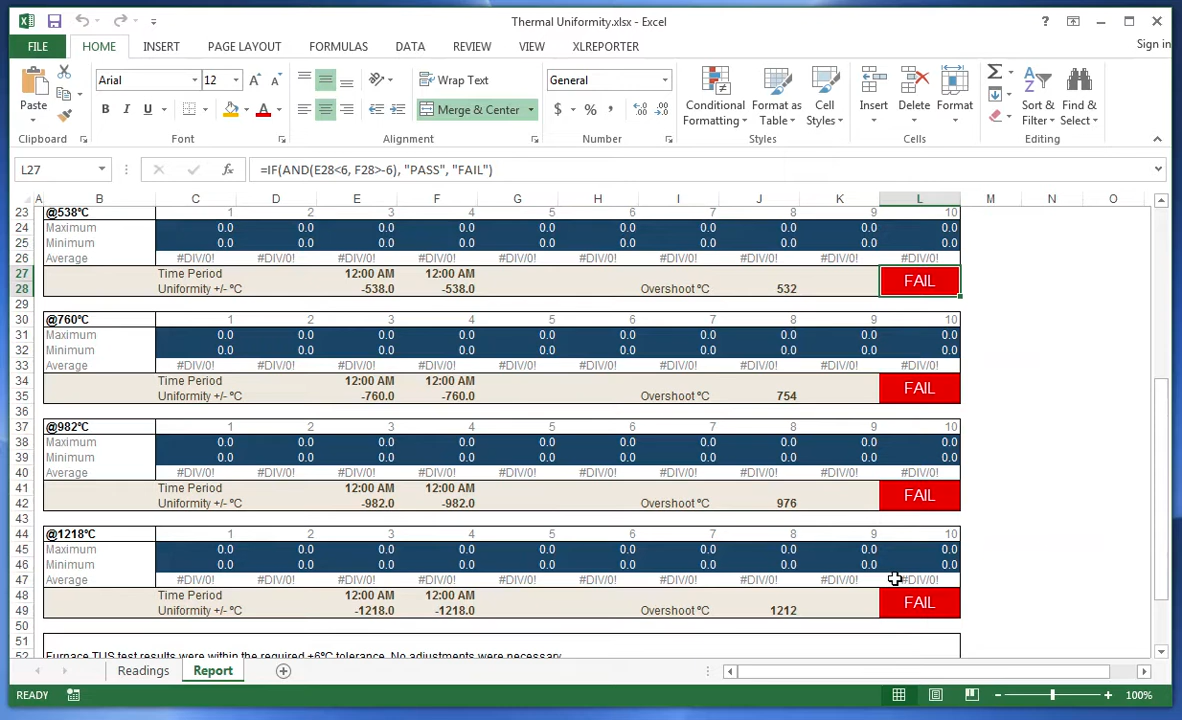 Thermal Uniformity.xlsx - Excel
?
FILE HOME INSERT PAGE LAYOUT FORMULAS DATA REVIEW VIEW XLREPORTER Sign in
Arial 12 Wrap Text General
Paste B I U Merge & Center $ % , Conditional Formatting Format as Table Cell Styles Insert Delete Format Sort & Filter Find & Select
Clipboard Font Alignment Number Styles Cells Editing
L27 fx =IF(AND(E28<6, F28>-6), "PASS", "FAIL")
A B C D E F G H I J K L M N O
23 @538ºC 1 2 3 4 5 6 7 8 9 10
24 Maximum 0.0 0.0 0.0 0.0 0.0 0.0 0.0 0.0 0.0 0.0
25 Minimum 0.0 0.0 0.0 0.0 0.0 0.0 0.0 0.0 0.0 0.0
26 Average #DIV/0! #DIV/0! #DIV/0! #DIV/0! #DIV/0! #DIV/0! #DIV/0! #DIV/0! #DIV/0! #DIV/0!
27 Time Period 12:00 AM 12:00 AM FAIL
28 Uniformity +/- ºC -538.0 -538.0 Overshoot ºC 532
29
30 @760ºC 1 2 3 4 5 6 7 8 9 10
31 Maximum 0.0 0.0 0.0 0.0 0.0 0.0 0.0 0.0 0.0 0.0
32 Minimum 0.0 0.0 0.0 0.0 0.0 0.0 0.0 0.0 0.0 0.0
33 Average #DIV/0! #DIV/0! #DIV/0! #DIV/0! #DIV/0! #DIV/0! #DIV/0! #DIV/0! #DIV/0! #DIV/0!
34 Time Period 12:00 AM 12:00 AM FAIL
35 Uniformity +/- ºC -760.0 -760.0 Overshoot ºC 754
36
37 @982ºC 1 2 3 4 5 6 7 8 9 10
38 Maximum 0.0 0.0 0.0 0.0 0.0 0.0 0.0 0.0 0.0 0.0
39 Minimum 0.0 0.0 0.0 0.0 0.0 0.0 0.0 0.0 0.0 0.0
40 Average #DIV/0! #DIV/0! #DIV/0! #DIV/0! #DIV/0! #DIV/0! #DIV/0! #DIV/0! #DIV/0! #DIV/0!
41 Time Period 12:00 AM 12:00 AM FAIL
42 Uniformity +/- ºC -982.0 -982.0 Overshoot ºC 976
43
44 @1218ºC 1 2 3 4 5 6 7 8 9 10
45 Maximum 0.0 0.0 0.0 0.0 0.0 0.0 0.0 0.0 0.0 0.0
46 Minimum 0.0 0.0 0.0 0.0 0.0 0.0 0.0 0.0 0.0 0.0
47 Average #DIV/0! #DIV/0! #DIV/0! #DIV/0! #DIV/0! #DIV/0! #DIV/0! #DIV/0! #DIV/0! #DIV/0!
48 Time Period 12:00 AM 12:00 AM FAIL
49 Uniformity +/- ºC -1218.0 -1218.0 Overshoot ºC 1212
50
51
52 Furnace TUS test results were within the required ±6ºC tolerance. No adjustments were necessary
Readings Report
READY 100%